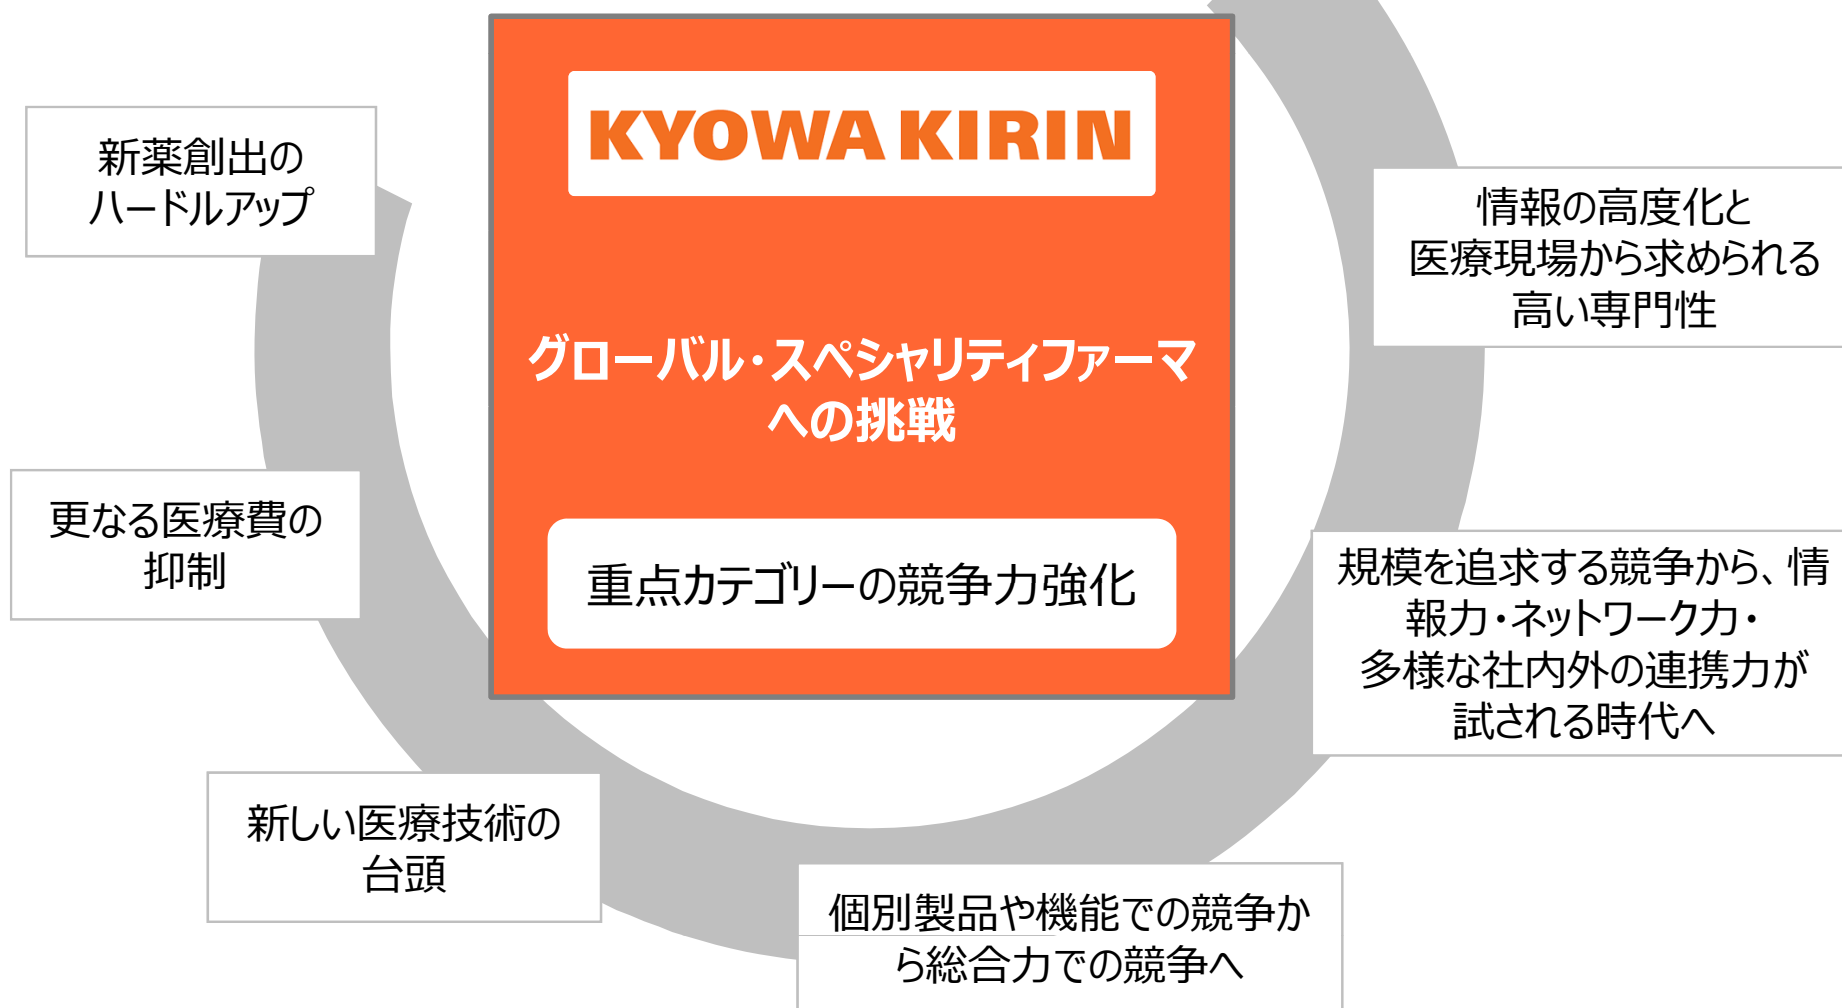 KYOWA KIRIN
グローバル・スペシャリティファーマ
への挑戦
重点カテゴリーの競争力強化
新薬創出の
ハードルアップ
更なる医療費の
抑制
新しい医療技術の
台頭
個別製品や機能での競争か
ら総合力での競争へ
規模を追求する競争から、情
報力・ネットワーク力・
多様な社内外の連携力が
試される時代へ
情報の高度化と
医療現場から求められる
高い専門性